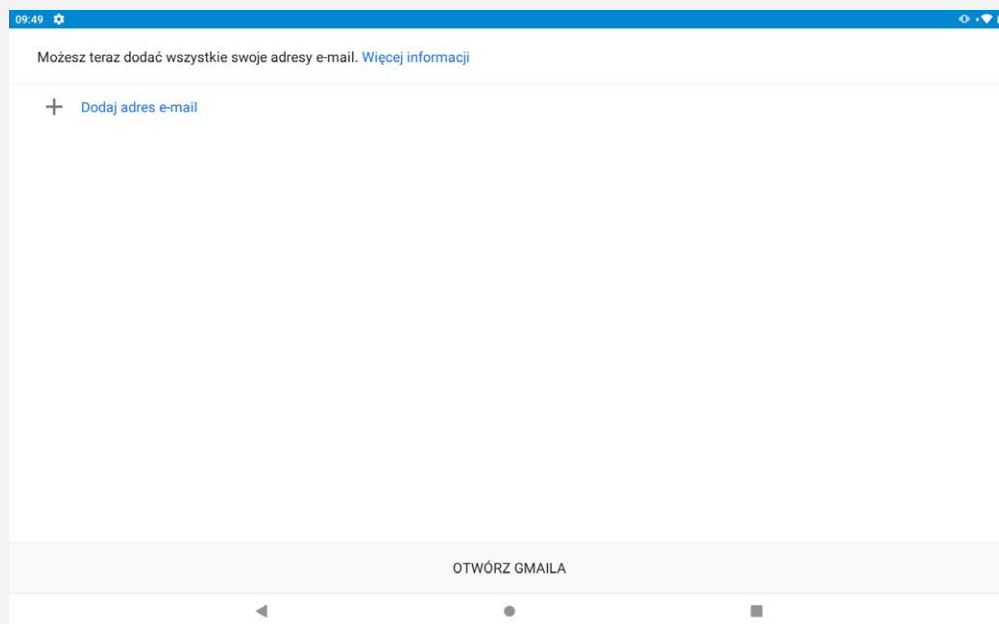 09:49
Możesz teraz dodać wszystkie swoje adresy e-mail. Więcej informacji
Dodaj adres e-mail
OTWÓRZ GMAILA